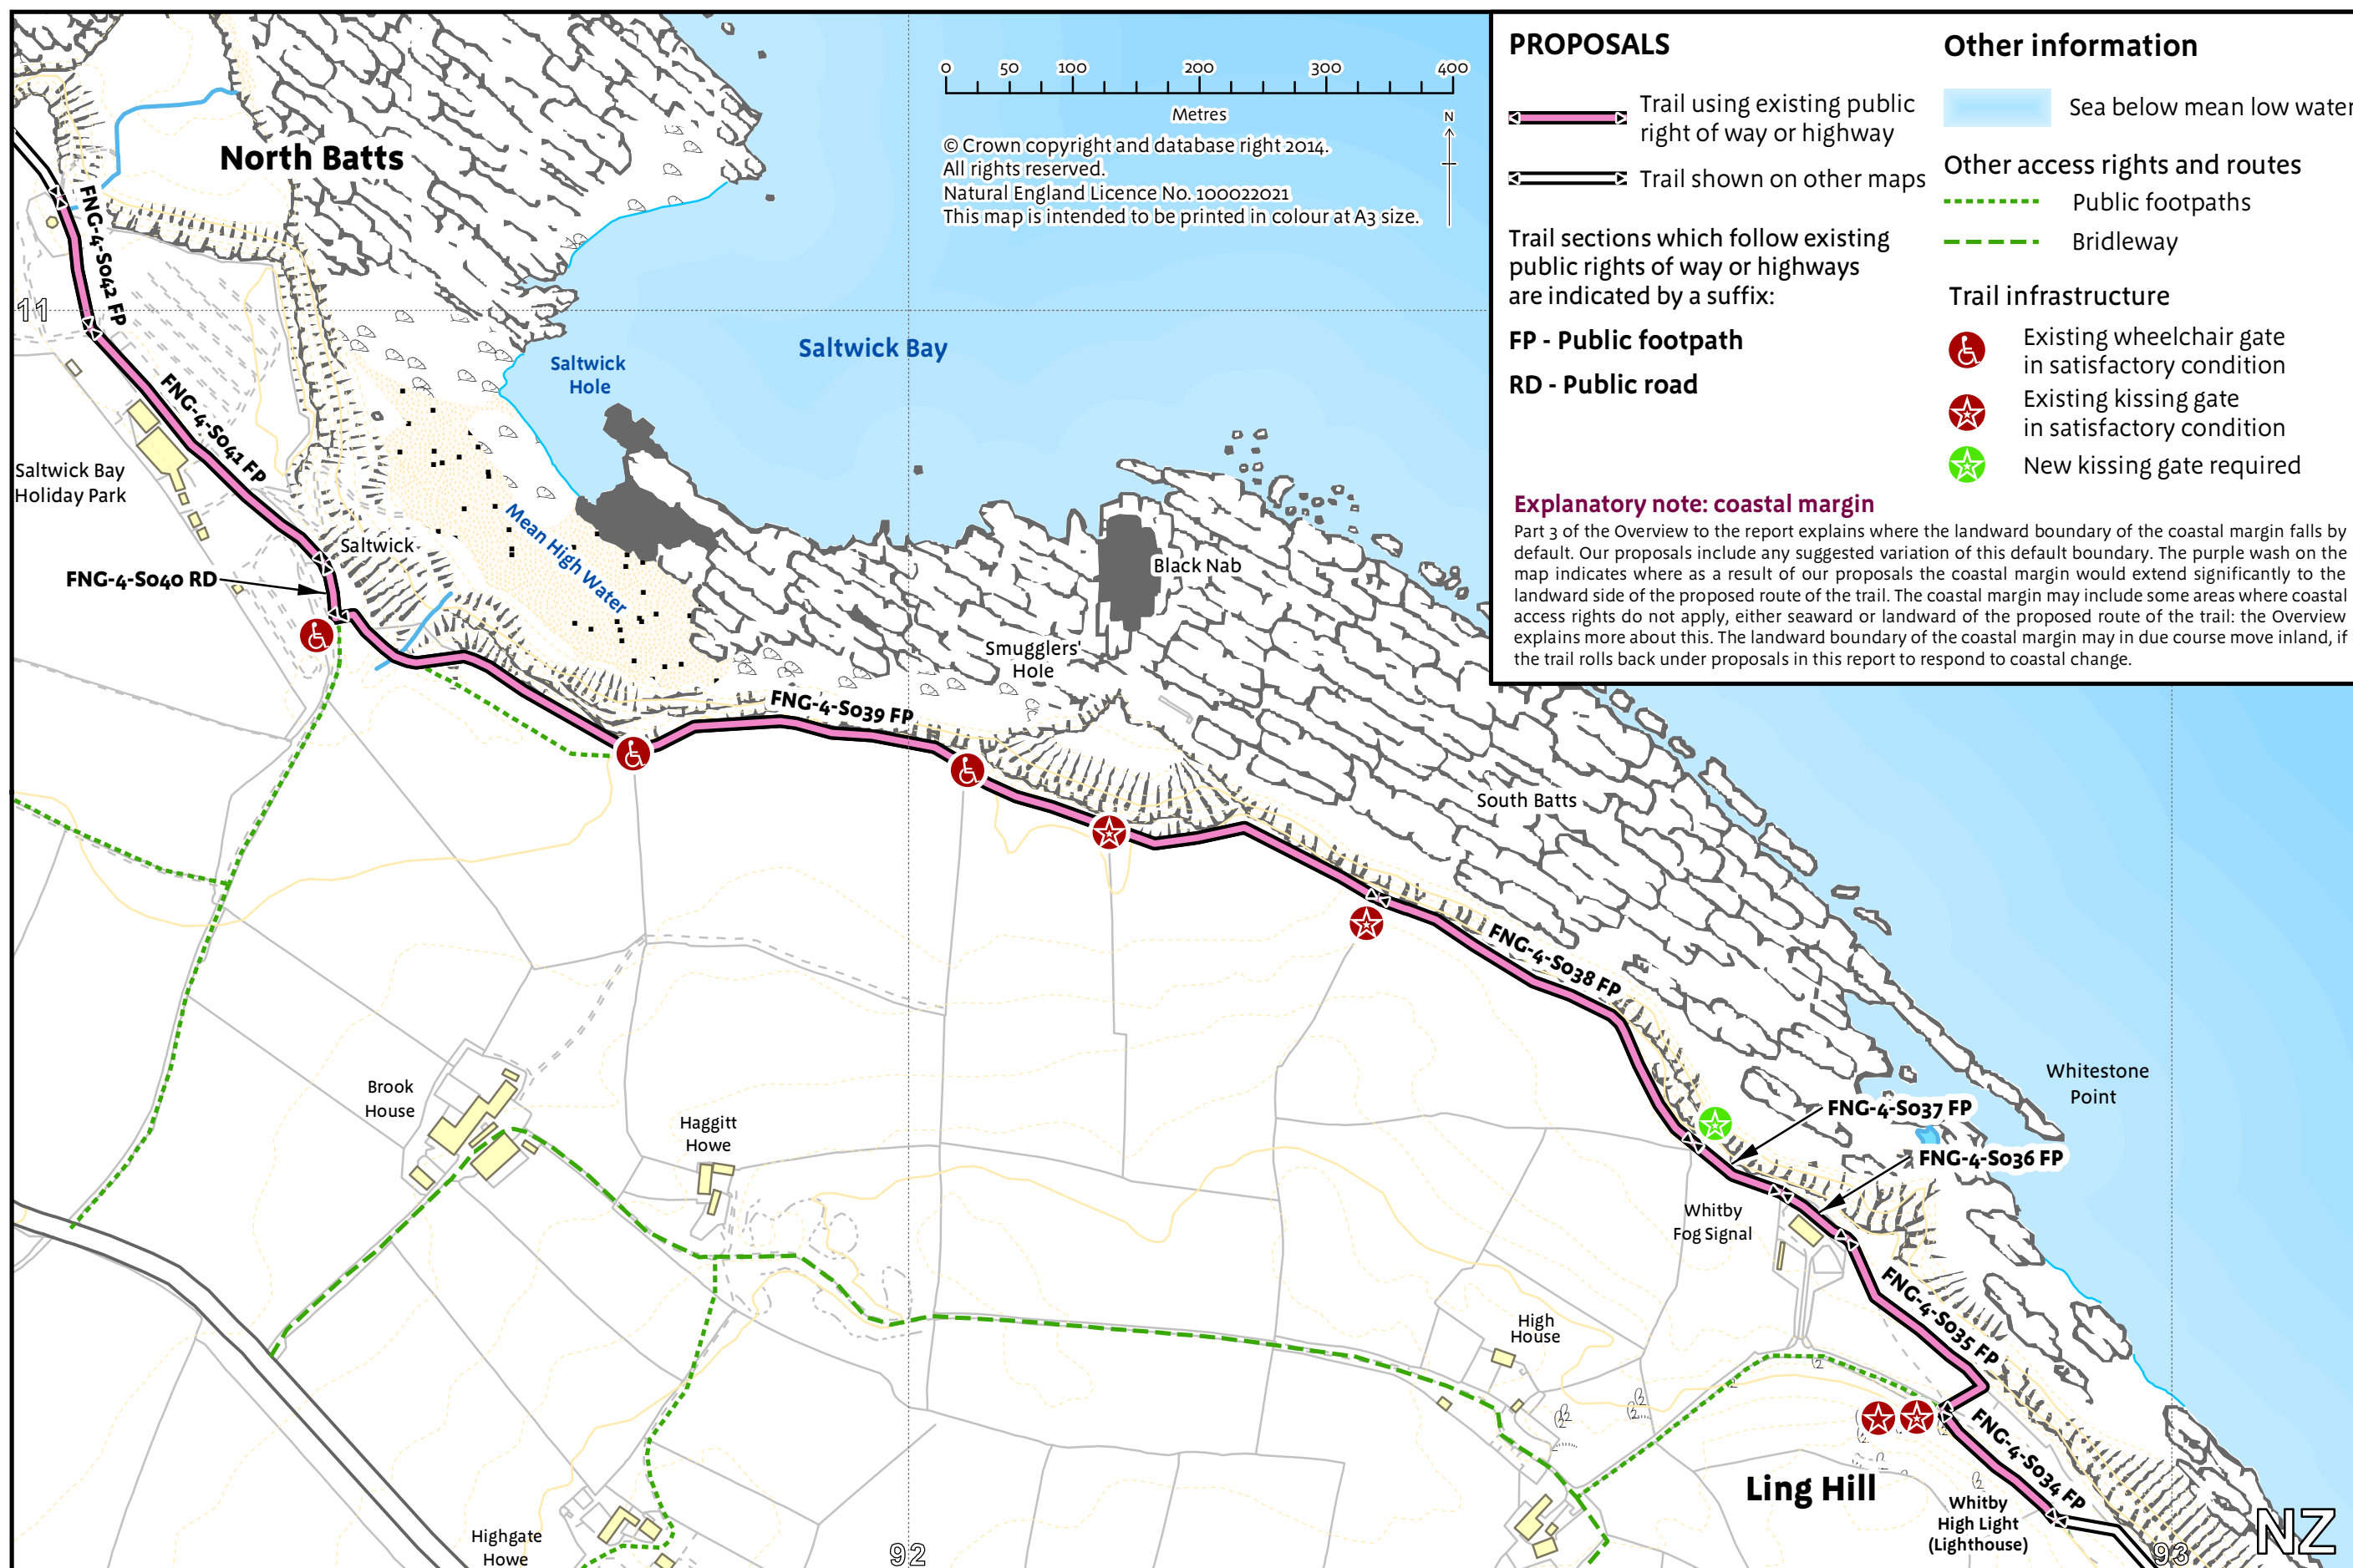 North Batts
11
FNG-4-S042 FP
FNG-4-S041 FP
Saltwick Bay
Holiday Park
Saltwick
FNG-4-S040 RD
0 50 100 200 300 400
Metres
N
© Crown copyright and database right 2014.
All rights reserved.
Natural England Licence No. 100022021
This map is intended to be printed in colour at A3 size.
Saltwick Bay
Saltwick
Hole
Mean High Water
Black Nab
Smugglers'
Hole
FNG-4-S039 FP
South Batts
FNG-4-S038 FP
Whitestone
Point
FNG-4-S037 FP
FNG-4-S036 FP
Whitby
Fog Signal
FNG-4-S035 FP
FNG-4-S034 FP
Brook
House
Haggitt
Howe
High
House
Highgate
Howe
Ling Hill
Whitby
High Light
(Lighthouse)
92
93
NZ
PROPOSALS
Trail using existing public
right of way or highway
Trail shown on other maps
Trail sections which follow existing
public rights of way or highways
are indicated by a suffix:
FP - Public footpath
RD - Public road
Other information
Sea below mean low water
Other access rights and routes
Public footpaths
Bridleway
Trail infrastructure
Existing wheelchair gate
in satisfactory condition
Existing kissing gate
in satisfactory condition
New kissing gate required
Explanatory note: coastal margin
Part 3 of the Overview to the report explains where the landward boundary of the coastal margin falls by
default. Our proposals include any suggested variation of this default boundary. The purple wash on the
map indicates where as a result of our proposals the coastal margin would extend significantly to the
landward side of the proposed route of the trail. The coastal margin may include some areas where coastal
access rights do not apply, either seaward or landward of the proposed route of the trail: the Overview
explains more about this. The landward boundary of the coastal margin may in due course move inland, if
the trail rolls back under proposals in this report to respond to coastal change.